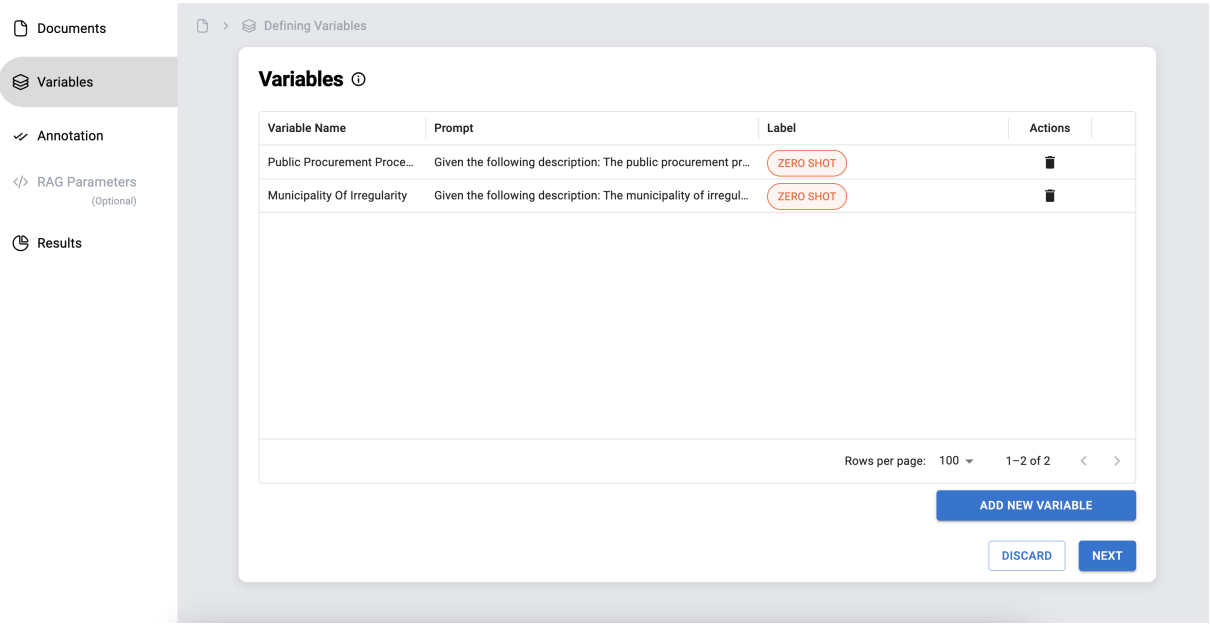 Documents
Variables
Annotation
RAG Parameters
(Optional)
Results
Defining Variables
Variables
Variable Name Prompt Label Actions
Public Procurement Proce... Given the following description: The public procurement pr... ZERO SHOT
Municipality Of Irregularity Given the following description: The municipality of irregul... ZERO SHOT
Rows per page: 100 1–2 of 2
ADD NEW VARIABLE
DISCARD NEXT